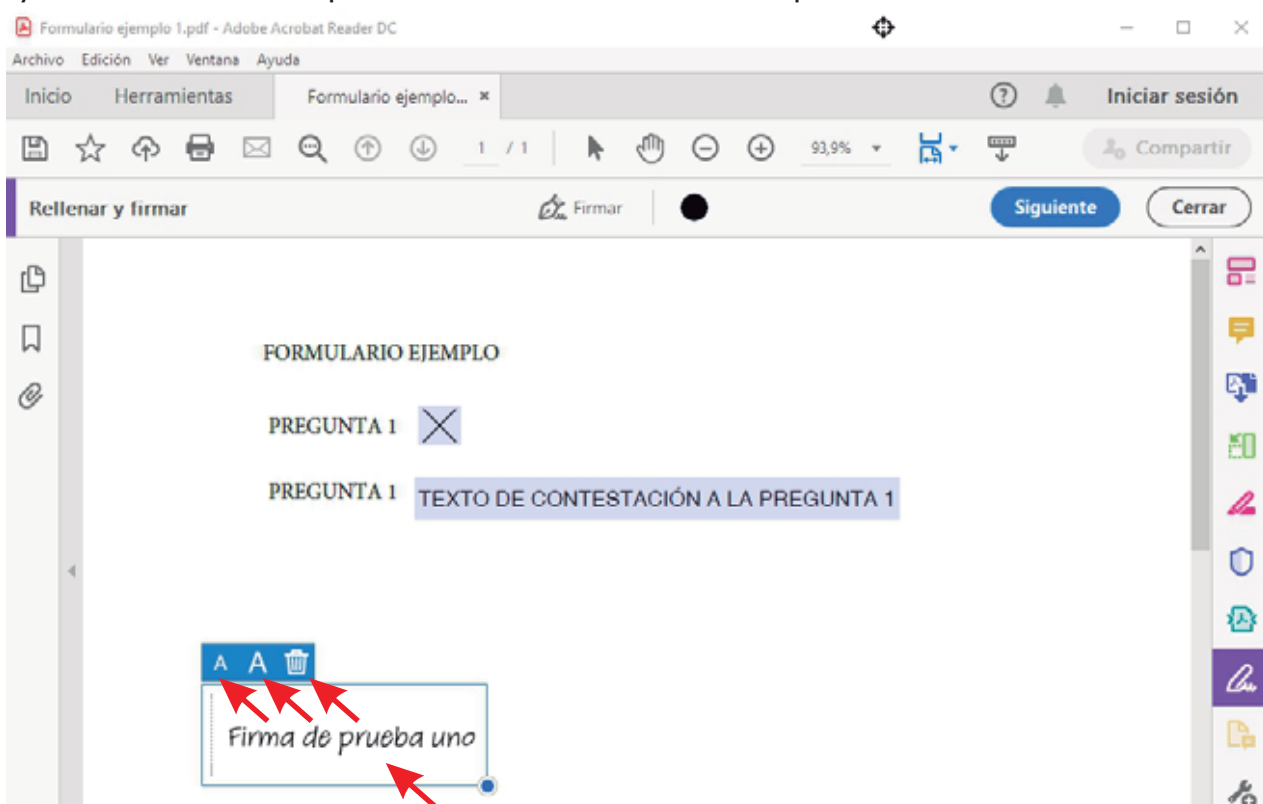 Formulario ejemplo 1.pdf - Adobe Acrobat Reader DC
Archivo Edición Ver Ventana Ayuda
Inicio Herramientas Formulario ejemplo... × Iniciar sesión
1 / 1 93,9% Compartir
Rellenar y firmar Firmar Siguiente Cerrar
FORMULARIO EJEMPLO
PREGUNTA 1
PREGUNTA 1 TEXTO DE CONTESTACIÓN A LA PREGUNTA 1
A A
Firma de prueba uno